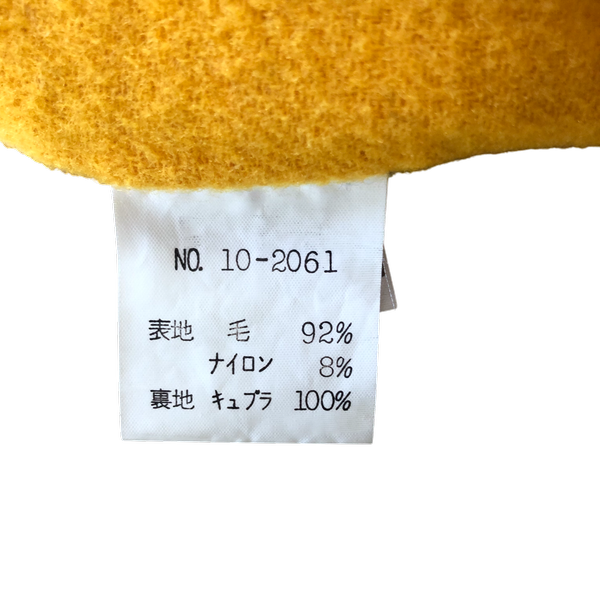 NO. 10-2061
表地 毛 92%
ナイロン 8%
裏地 キュプラ 100%